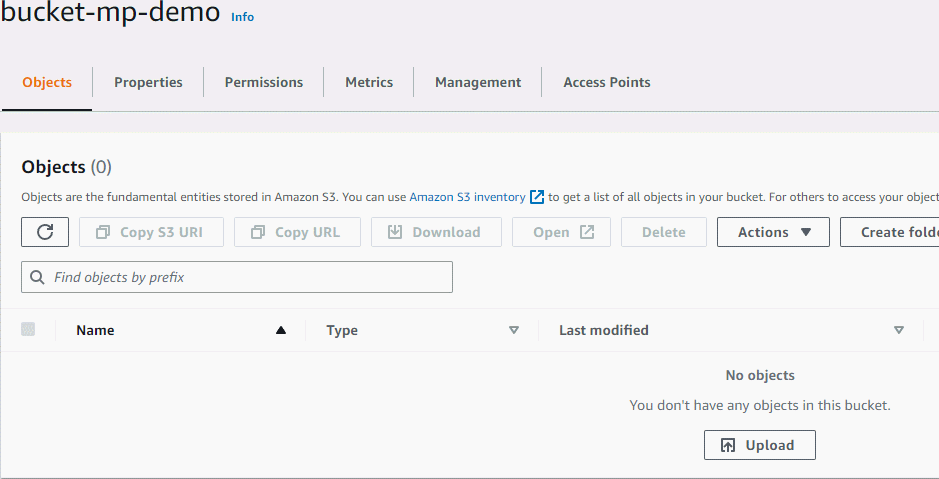 bucket-mp-demo Info
Objects Properties Permissions Metrics Management Access Points
Objects (0)
Objects are the fundamental entities stored in Amazon S3. You can use Amazon S3 inventory to get a list of all objects in your bucket. For others to access your object
Copy S3 URI Copy URL Download Open Delete Actions Create folde
Find objects by prefix
Name Type Last modified
No objects
You don't have any objects in this bucket.
Upload